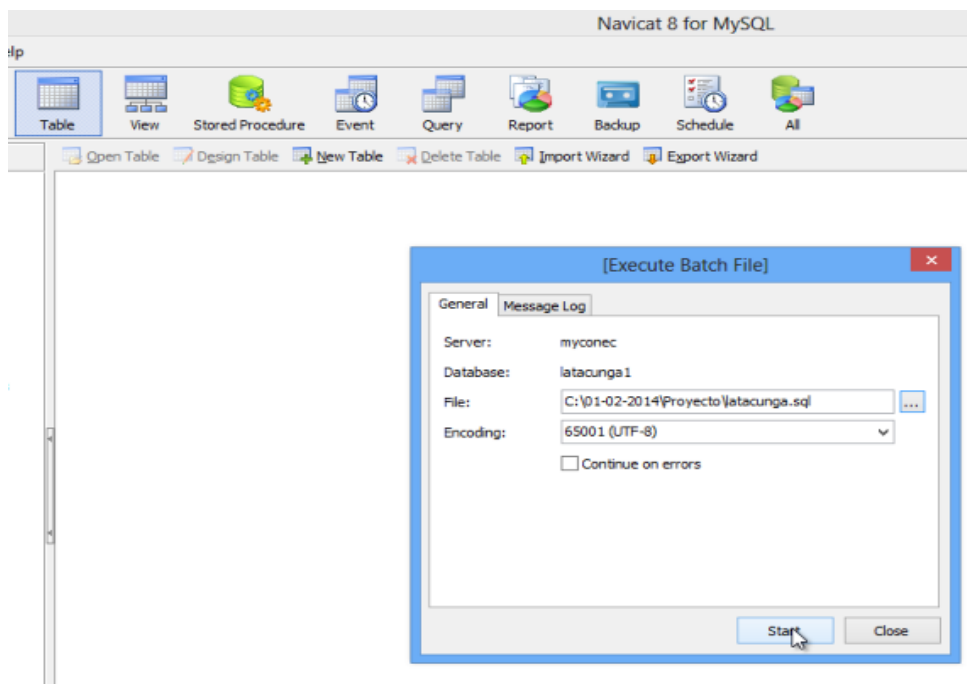 Navicat 8 for MySQL
elp
Table View Stored Procedure Event Query Report Backup Schedule All
Open Table Design Table New Table Delete Table Import Wizard Export Wizard
[Execute Batch File]
General Message Log
Server: myconec
Database: latacunga1
File: C:\01-02-2014\Proyecto\latacunga.sql ...
Encoding: 65001 (UTF-8)
Continue on errors
Start Close